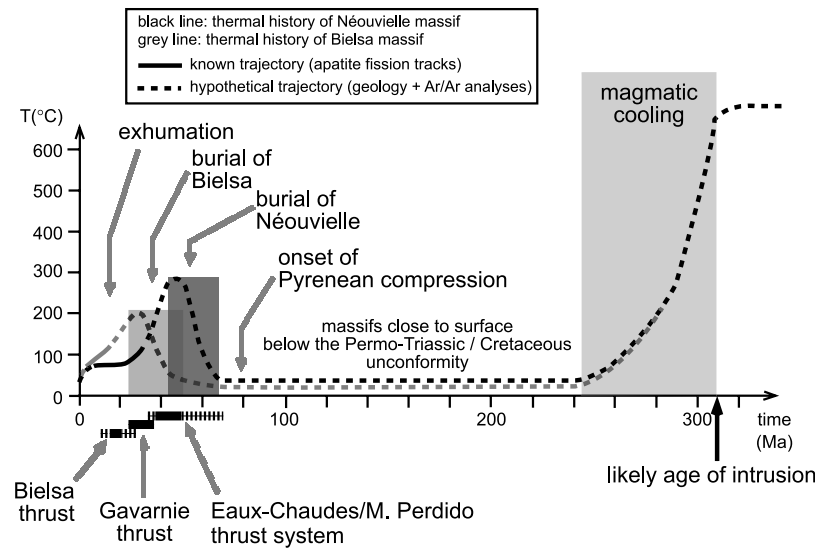 black line: thermal history of Néouvielle massif
grey line: thermal history of Bielsa massif
known trajectory (apatite fission tracks)
hypothetical trajectory (geology + Ar/Ar analyses)
T(°C)
600
500
400
300
200
100
0
exhumation
burial of
Bielsa
burial of
Néouvielle
onset of
Pyrenean compression
massifs close to surface
below the Permo-Triassic / Cretaceous
unconformity
magmatic
cooling
0
100
200
300
time
(Ma)
likely age of intrusion
Bielsa
thrust
Gavarnie
thrust
Eaux-Chaudes/M. Perdido
thrust system